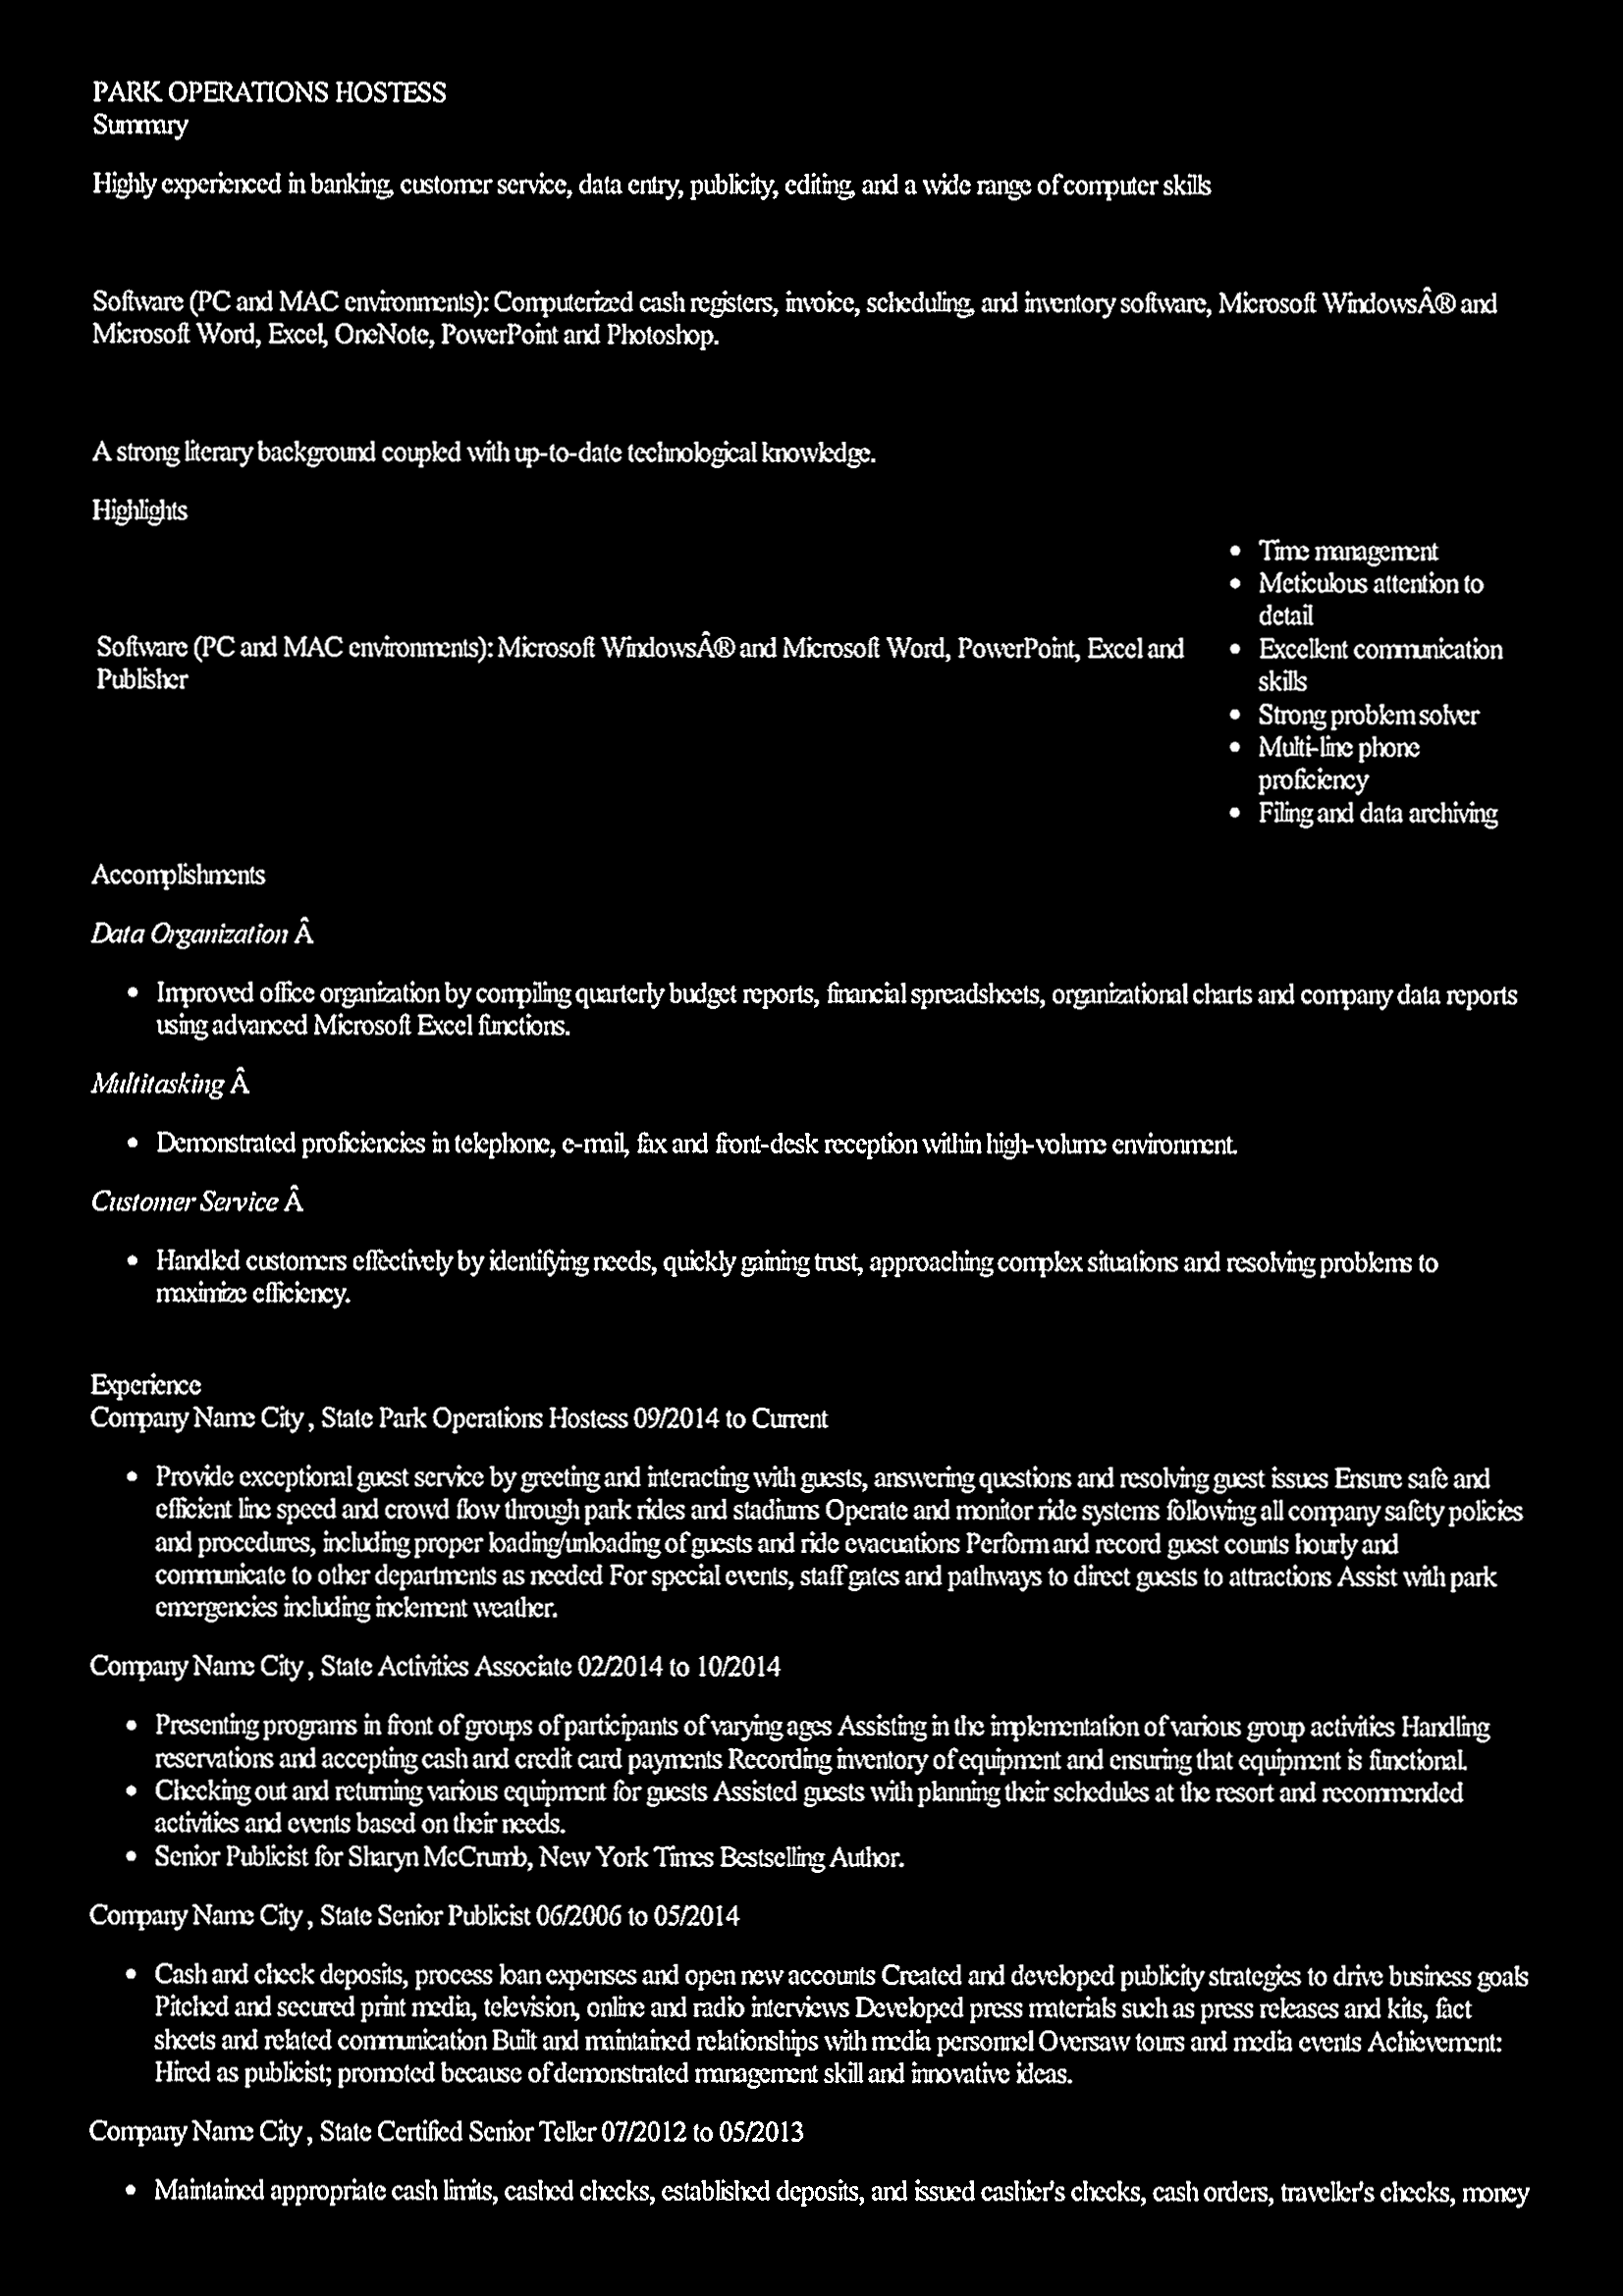 PARK OPERATIONS HOSTESS
Summary
Highly experienced in banking, customer service, data entry, publicity, editing, and a wide range of computer skills
Software (PC and MAC environments): Computerized cash registers, invoice, scheduling, and inventory software, Microsoft WindowsÂ® and
Microsoft Word, Excel, OneNote, PowerPoint and Photoshop.
A strong literary background coupled with up-to-date technological knowledge.
Highlights
Software (PC and MAC environments): Microsoft WindowsÂ® and Microsoft Word, PowerPoint, Excel and
Publisher
• Time management
• Meticulous attention to
detail
• Excellent communication
skills
• Strong problem solver
• Multi-line phone
proficiency
• Filing and data archiving
Accomplishments
Data Organization Â
• Improved office organization by compiling quarterly budget reports, financial spreadsheets, organizational charts and company data reports
using advanced Microsoft Excel functions.
Multitasking Â
• Demonstrated proficiencies in telephone, e-mail, fax and front-desk reception within high-volume environment.
Customer Service Â
• Handled customers effectively by identifying needs, quickly gaining trust, approaching complex situations and resolving problems to
maximize efficiency.
Experience
Company Name City , State Park Operations Hostess 09/2014 to Current
• Provide exceptional guest service by greeting and interacting with guests, answering questions and resolving guest issues Ensure safe and
efficient line speed and crowd flow through park rides and stadiums Operate and monitor ride systems following all company safety policies
and procedures, including proper loading/unloading of guests and ride evacuations Perform and record guest counts hourly and
communicate to other departments as needed For special events, staff gates and pathways to direct guests to attractions Assist with park
emergencies including inclement weather.
Company Name City , State Activities Associate 02/2014 to 10/2014
• Presenting programs in front of groups of participants of varying ages Assisting in the implementation of various group activities Handling
reservations and accepting cash and credit card payments Recording inventory of equipment and ensuring that equipment is functional.
• Checking out and returning various equipment for guests Assisted guests with planning their schedules at the resort and recommended
activities and events based on their needs.
• Senior Publicist for Sharyn McCrumb, New York Times Bestselling Author.
Company Name City , State Senior Publicist 06/2006 to 05/2014
• Cash and check deposits, process loan expenses and open new accounts Created and developed publicity strategies to drive business goals
Pitched and secured print media, television, online and radio interviews Developed press materials such as press releases and kits, fact
sheets and related communication Built and maintained relationships with media personnel Oversaw tours and media events Achievement:
Hired as publicist; promoted because of demonstrated management skill and innovative ideas.
Company Name City , State Certified Senior Teller 07/2012 to 05/2013
• Maintained appropriate cash limits, cashed checks, established deposits, and issued cashier's checks, cash orders, traveller's checks, money